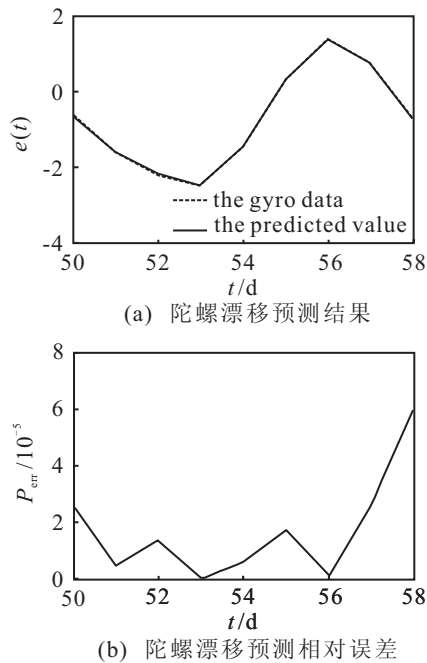 2
0
e(t)
-2
the gyro data
the predicted value
-4
50 52 54 56 58
t/d
(a) 陀螺漂移预测结果
8
6
P_err/10^-5
4
2
0
50 52 54 56 58
t/d
(b) 陀螺漂移预测相对误差